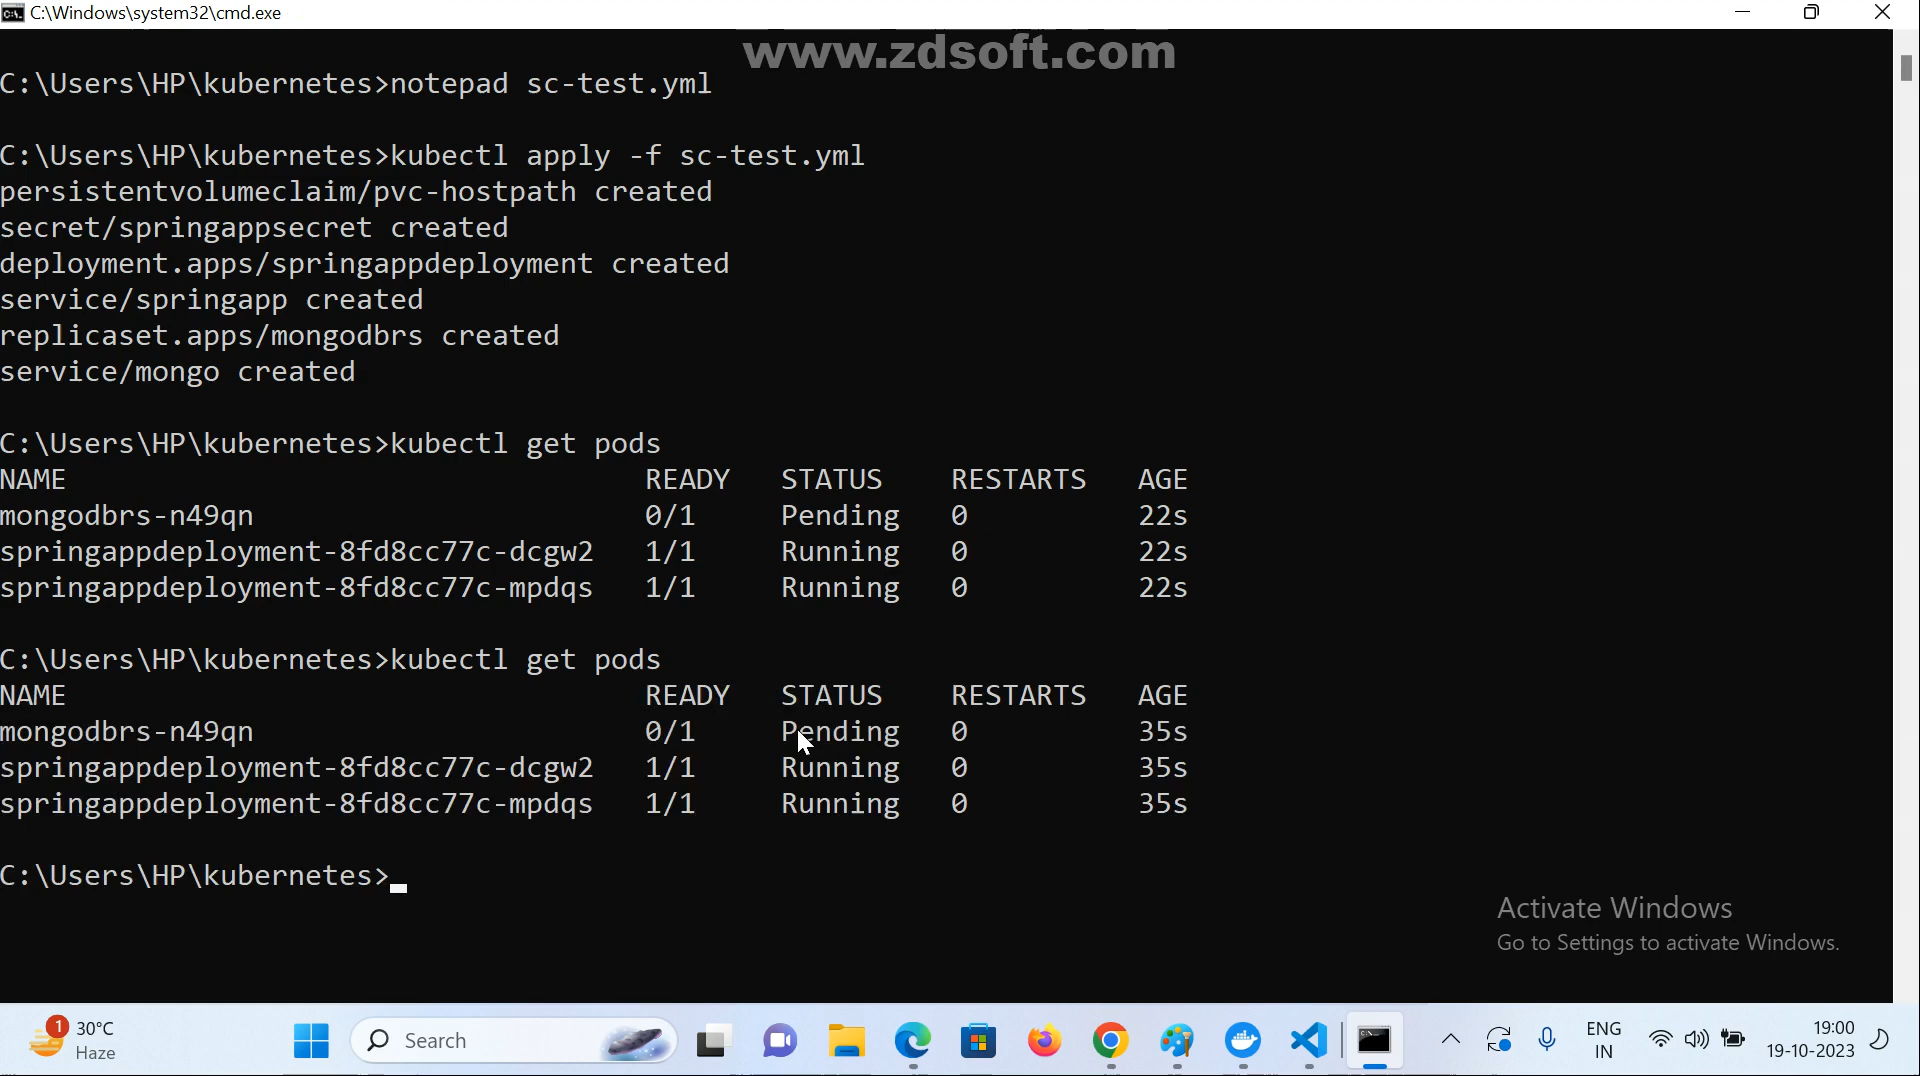 C:\Windows\system32\cmd.exe
www.zdsoft.com
C:\Users\HP\kubernetes>notepad sc-test.yml
C:\Users\HP\kubernetes>kubectl apply -f sc-test.yml
persistentvolumeclaim/pvc-hostpath created
secret/springappsecret created
deployment.apps/springappdeployment created
service/springapp created
replicaset.apps/mongodbrs created
service/mongo created
C:\Users\HP\kubernetes>kubectl get pods
NAME READY STATUS RESTARTS AGE
mongodbrs-n49qn 0/1 Pending 0 22s
springappdeployment-8fd8cc77c-dcgw2 1/1 Running 0 22s
springappdeployment-8fd8cc77c-mpdqs 1/1 Running 0 22s
C:\Users\HP\kubernetes>kubectl get pods
NAME READY STATUS RESTARTS AGE
mongodbrs-n49qn 0/1 Pending 0 35s
springappdeployment-8fd8cc77c-dcgw2 1/1 Running 0 35s
springappdeployment-8fd8cc77c-mpdqs 1/1 Running 0 35s
C:\Users\HP\kubernetes>
Activate Windows
Go to Settings to activate Windows.
1
30°C
Haze
Search
ENG
IN
19:00
19-10-2023